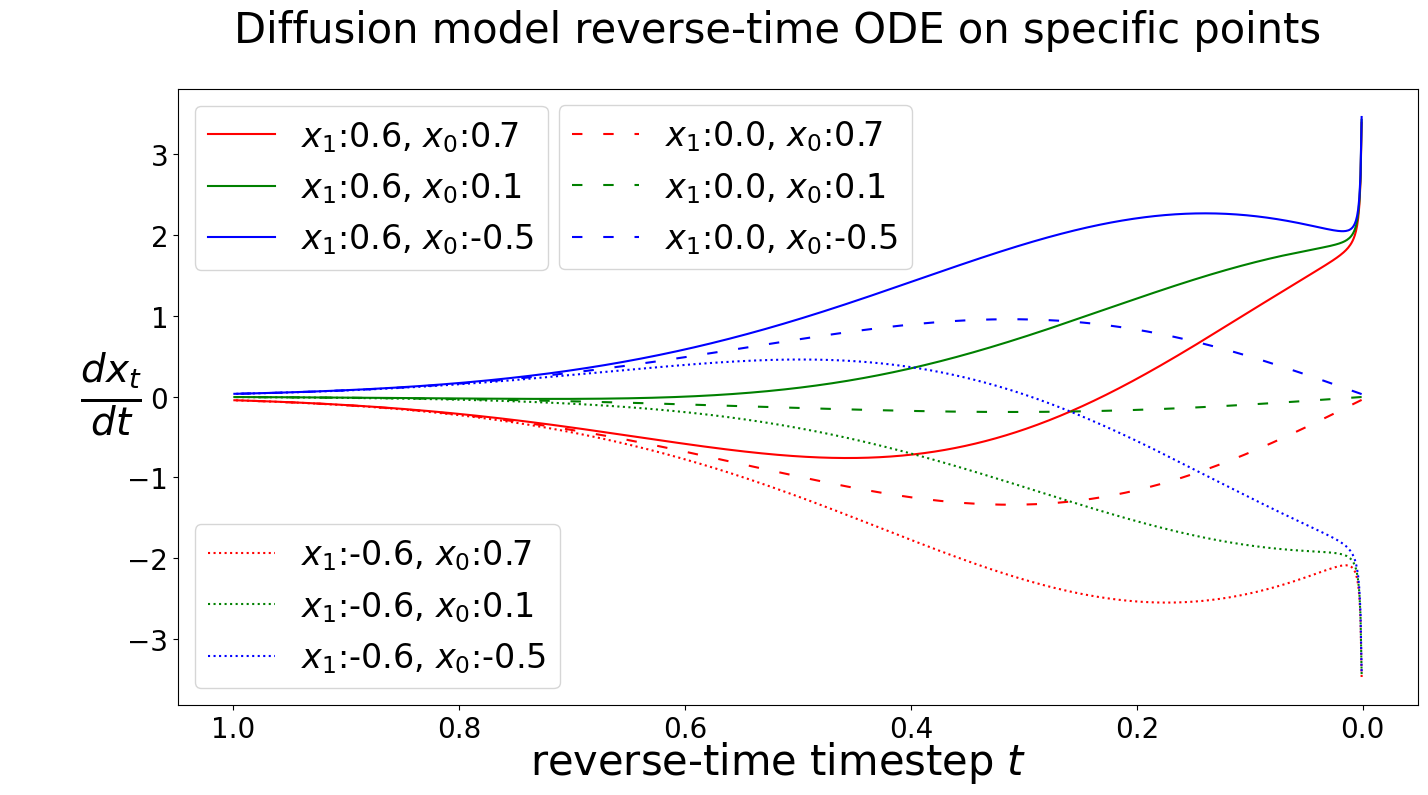 Diffusion model reverse-time ODE on specific points
x₁:0.6, x₀:0.7
x₁:0.6, x₀:0.1
x₁:0.6, x₀:-0.5
x₁:0.0, x₀:0.7
x₁:0.0, x₀:0.1
x₁:0.0, x₀:-0.5
x₁:-0.6, x₀:0.7
x₁:-0.6, x₀:0.1
x₁:-0.6, x₀:-0.5
3
2
1
0
−1
−2
−3
dxₜ
dt
1.0 0.8 0.6 0.4 0.2 0.0
reverse-time timestep t